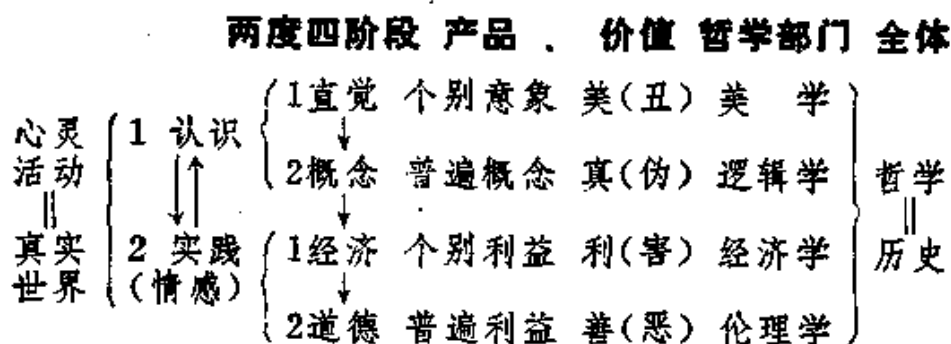 两度四阶段 产品 、 价值 哲学部门 全体
1直觉 个别意象 美(丑) 美 学
心灵 1 认识
活动 2概念 普遍概念 真(伪) 逻辑学 哲学
真实 2 实践 1经济 个别利益 利(害) 经济学 历史
世界 (情感)
2道德 普遍利益 善(恶) 伦理学